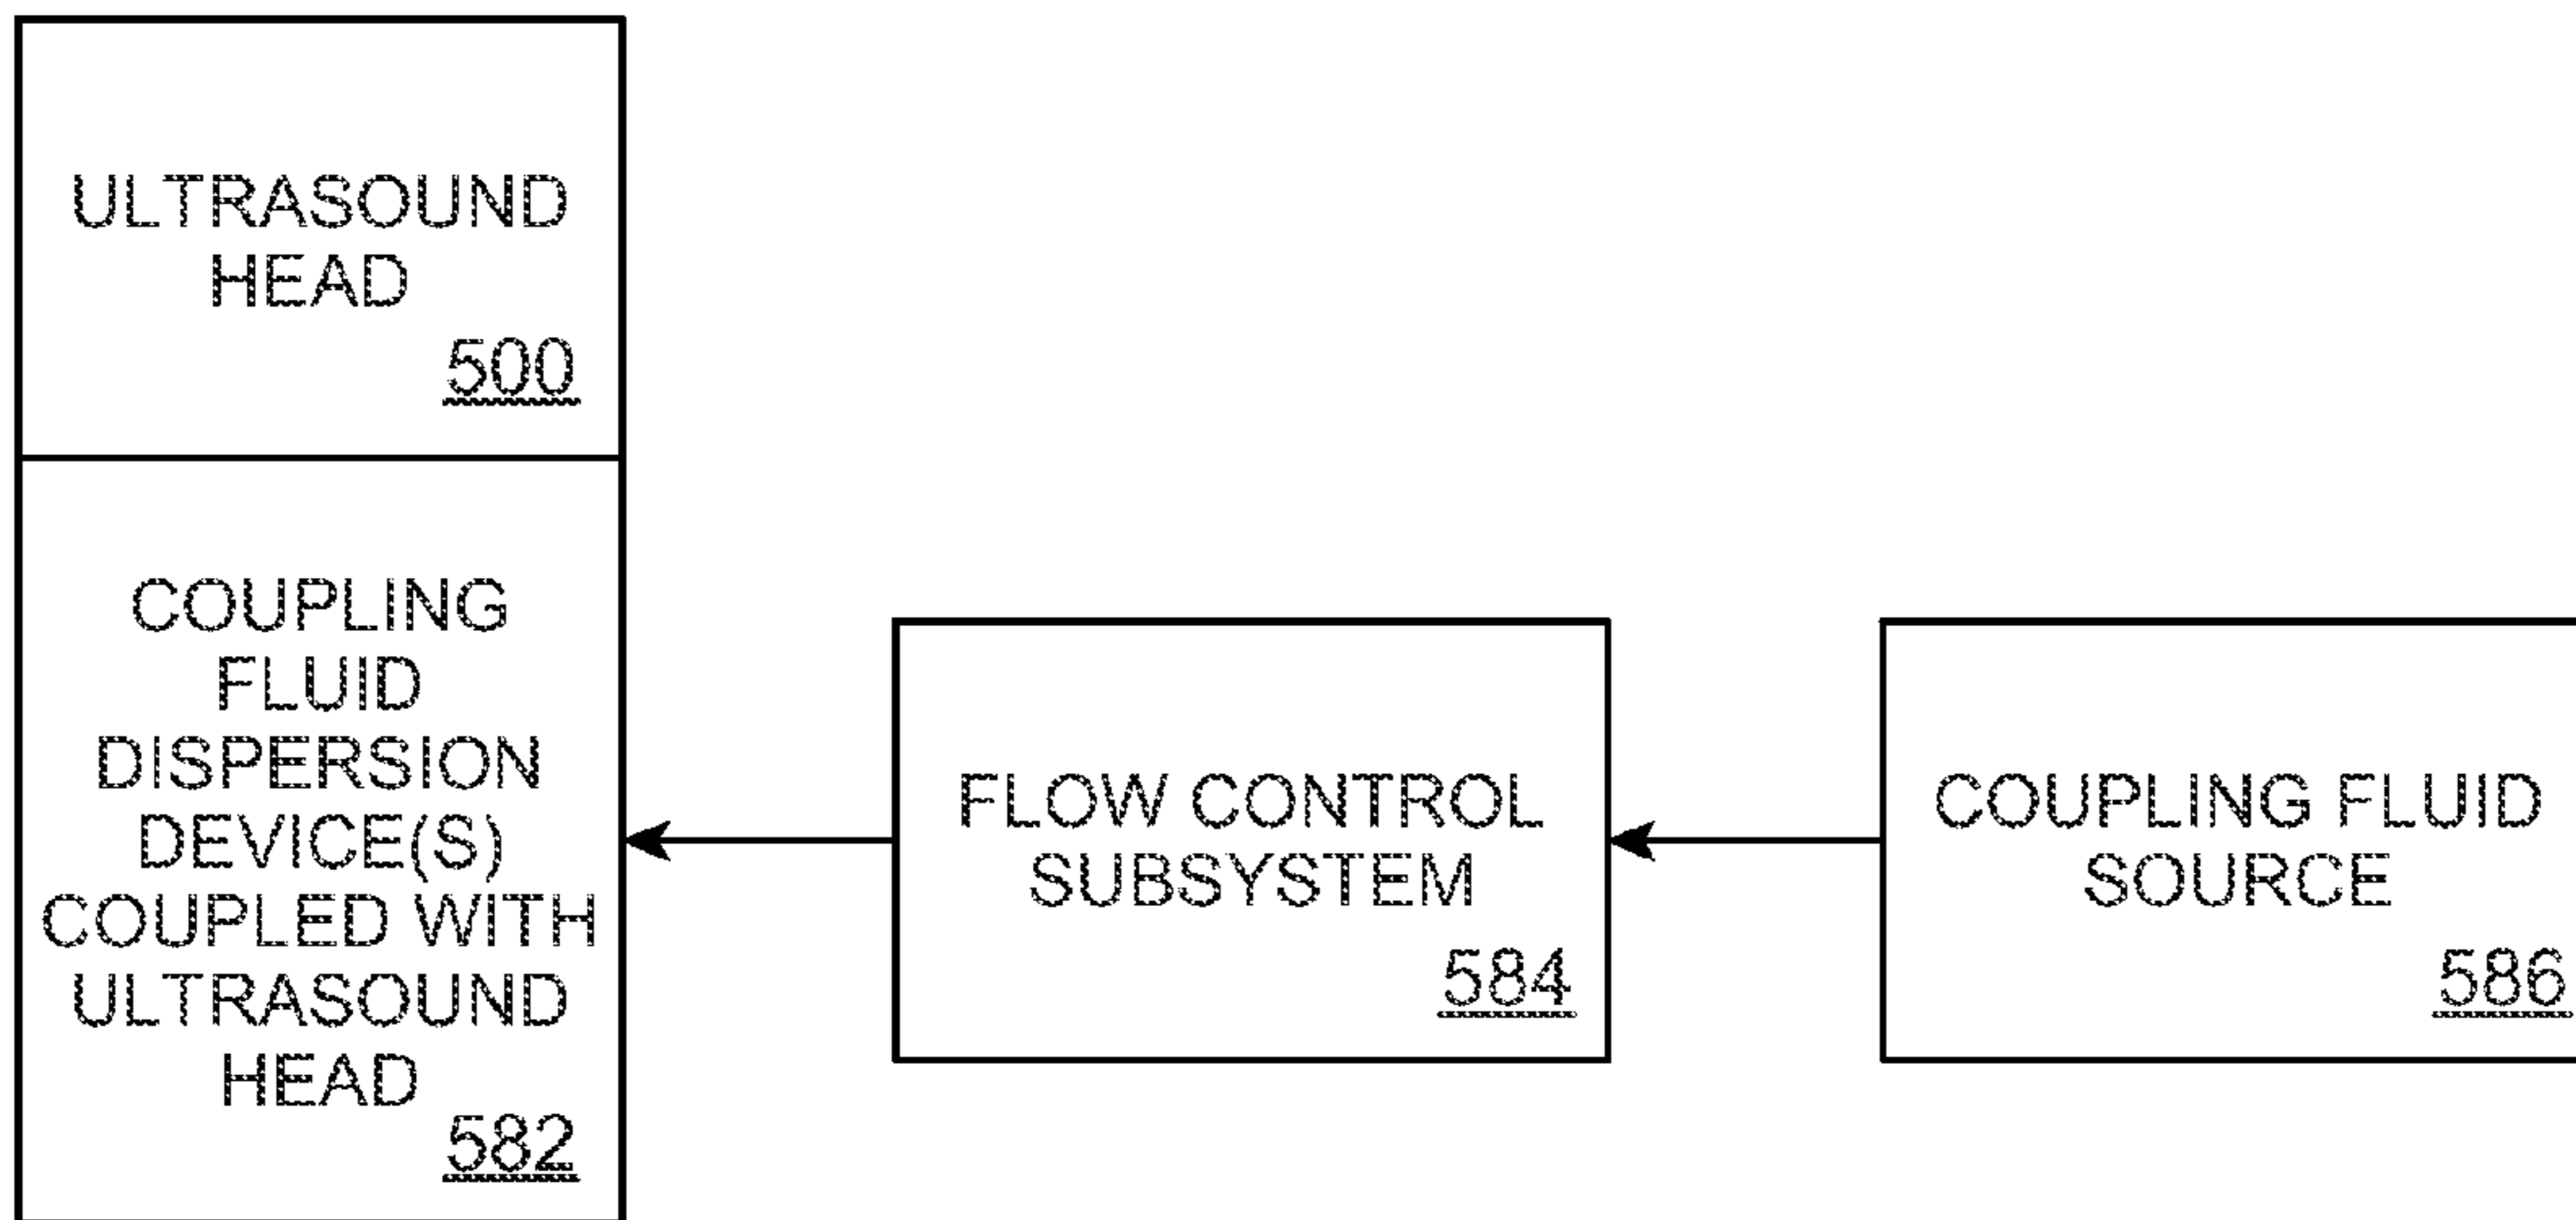 ULTRASOUND
HEAD
500
COUPLING
FLUID
DISPERSION
DEVICE(S)
COUPLED WITH
ULTRASOUND
HEAD
582
FLOW CONTROL
SUBSYSTEM
584
COUPLING FLUID
SOURCE
586